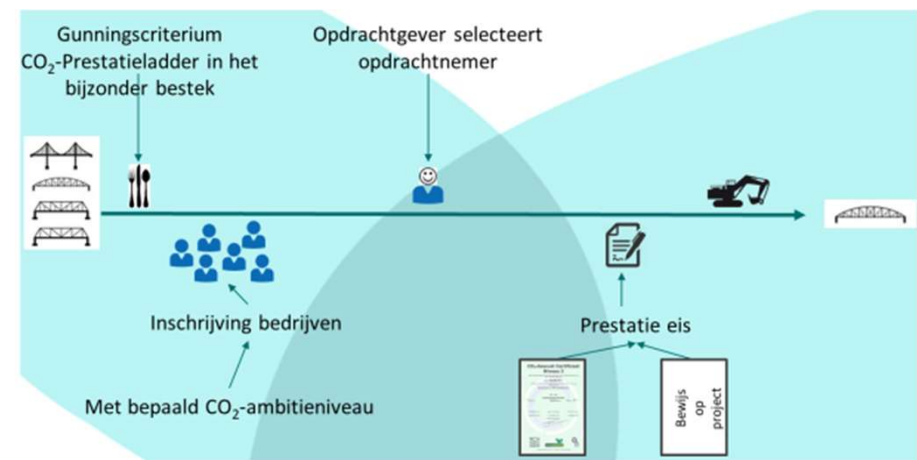 Gunningscriterium
CO₂-Prestatieladder in het
bijzonder bestek
Opdrachtgever selecteert
opdrachtnemer
Inschrijving bedrijven
Met bepaald CO₂-ambitieniveau
Prestatie eis
Bewijs
op
project